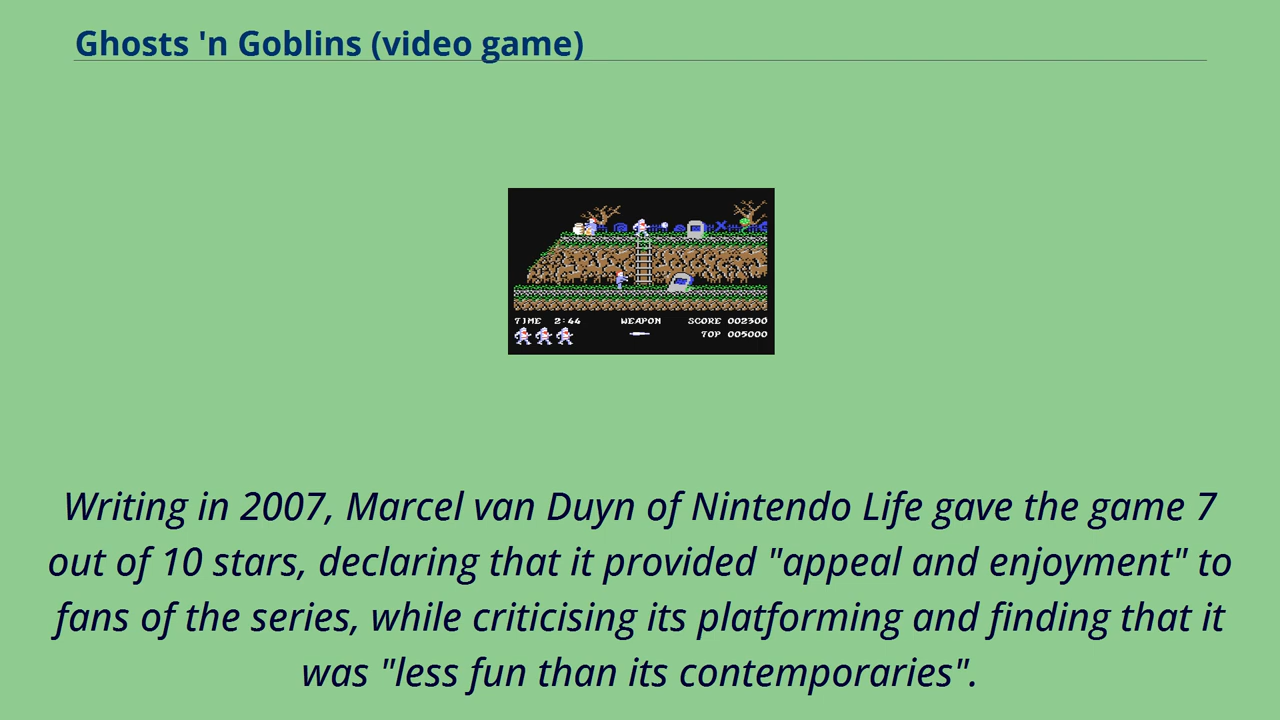 Ghosts 'n Goblins (video game)
TIME 2:44 WEAPON SCORE 002300
TOP 005000
Writing in 2007, Marcel van Duyn of Nintendo Life gave the game 7
out of 10 stars, declaring that it provided "appeal and enjoyment" to
fans of the series, while criticising its platforming and finding that it
was "less fun than its contemporaries".